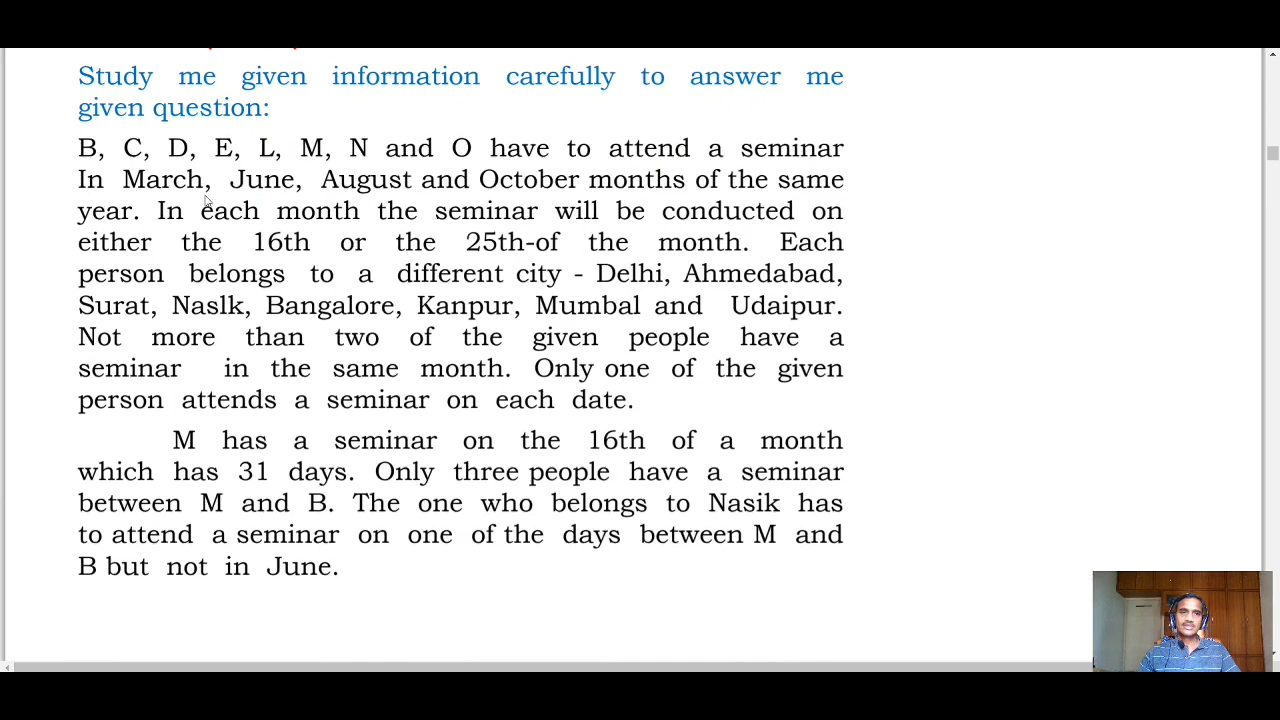 Study me given information carefully to answer me
given question:
B, C, D, E, L, M, N and O have to attend a seminar
In March, June, August and October months of the same
year. In each month the seminar will be conducted on
either the 16th or the 25th-of the month. Each
person belongs to a different city - Delhi, Ahmedabad,
Surat, Naslk, Bangalore, Kanpur, Mumbal and Udaipur.
Not more than two of the given people have a
seminar in the same month. Only one of the given
person attends a seminar on each date.
M has a seminar on the 16th of a month
which has 31 days. Only three people have a seminar
between M and B. The one who belongs to Nasik has
to attend a seminar on one of the days between M and
B but not in June.